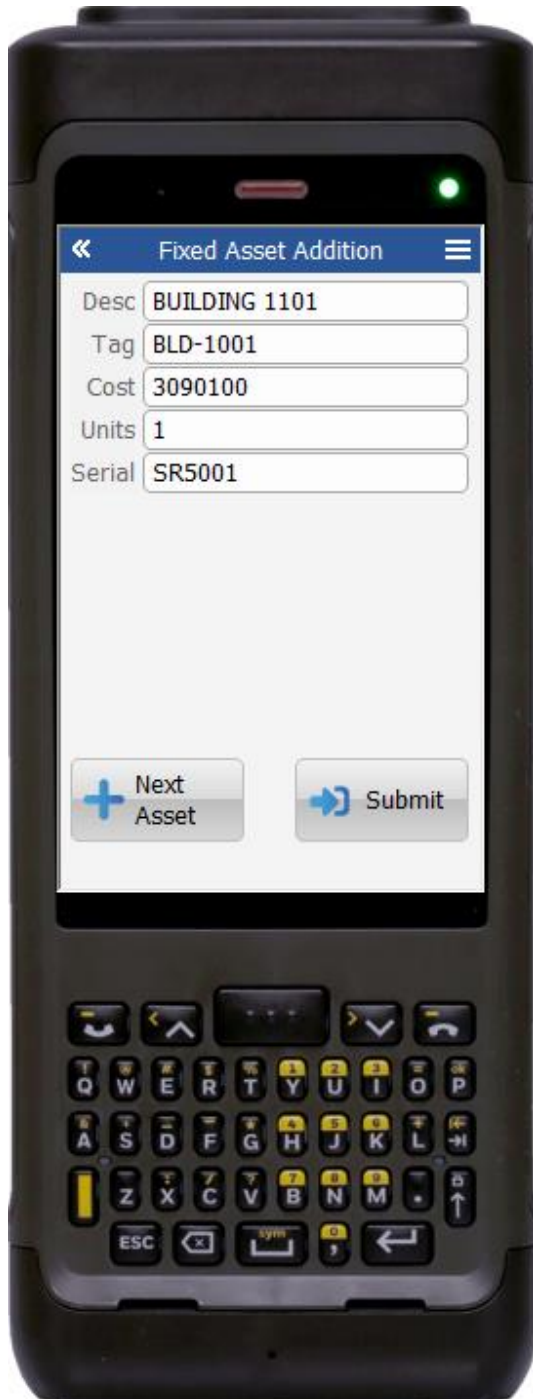 Fixed Asset Addition
Desc BUILDING 1101
Tag BLD-1001
Cost 3090100
Units 1
Serial SR5001
Next Asset
Submit
Q W E R T Y U I O P
A S D F G H J K L
Z X C V B N M .
ESC sym ,